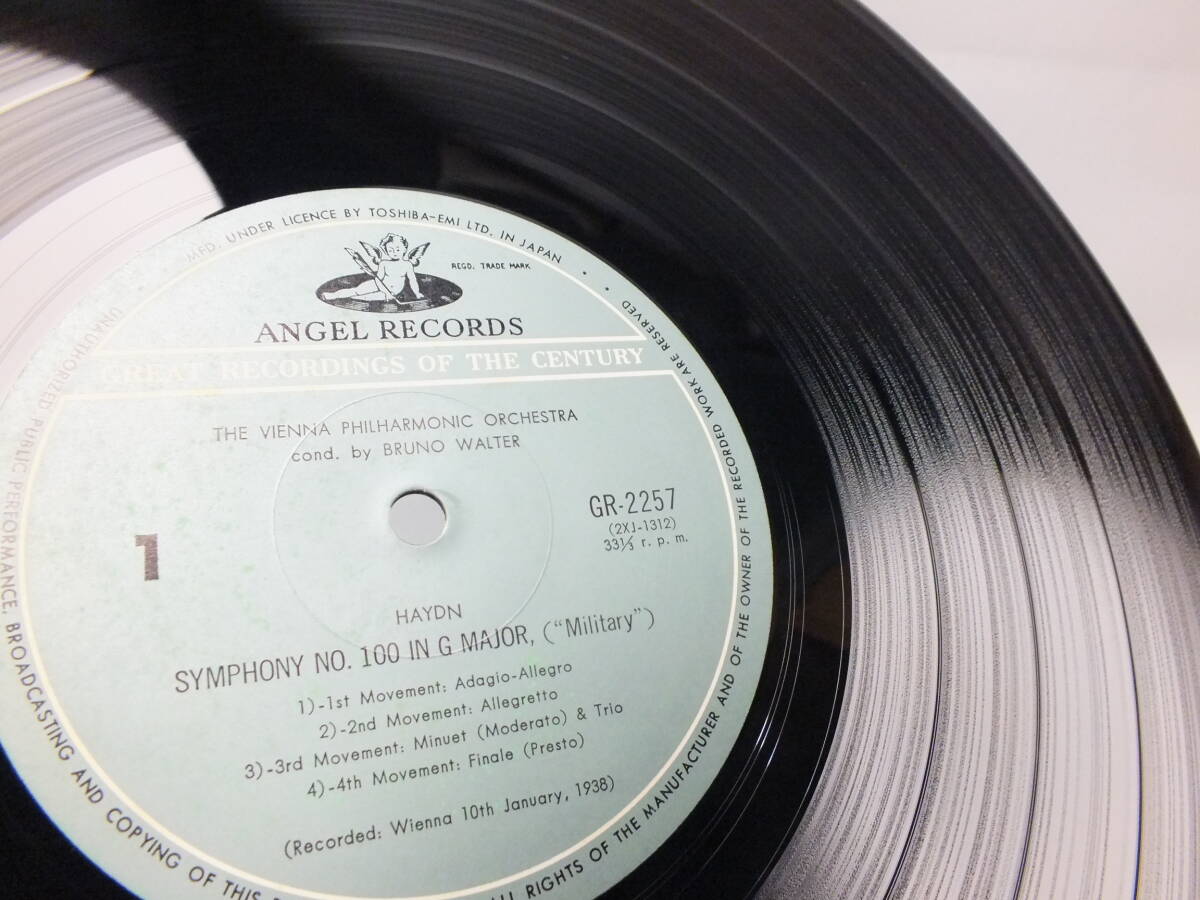 MFD. UNDER LICENCE BY TOSHIBA-EMI LTD. IN JAPAN
REGD. TRADE MARK
ANGEL RECORDS
GREAT RECORDINGS OF THE CENTURY
THE VIENNA PHILHARMONIC ORCHESTRA
cond. by BRUNO WALTER
GR-2257
(2XJ-1312)
33⅓ r. p. m.
1
HAYDN
SYMPHONY NO. 100 IN G MAJOR, ("Military")
1)-1st Movement: Adagio-Allegro
2)-2nd Movement: Allegretto
3)-3rd Movement: Minuet (Moderato) & Trio
4)-4th Movement: Finale (Presto)
(Recorded: Wienna 10th January, 1938)
ALL RIGHTS OF THE MANUFACTURER AND OF THE OWNER OF THE RECORDED WORK ARE RESERVED
UNAUTHORIZED PUBLIC PERFORMANCE, BROADCASTING AND COPYING OF THIS